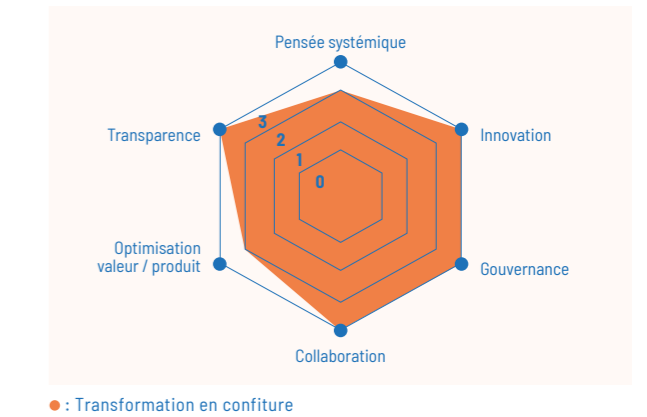 Pensée systémique
Transparence
Innovation
3
2
1
0
Optimisation
valeur / produit
Gouvernance
Collaboration
: Transformation en confiture